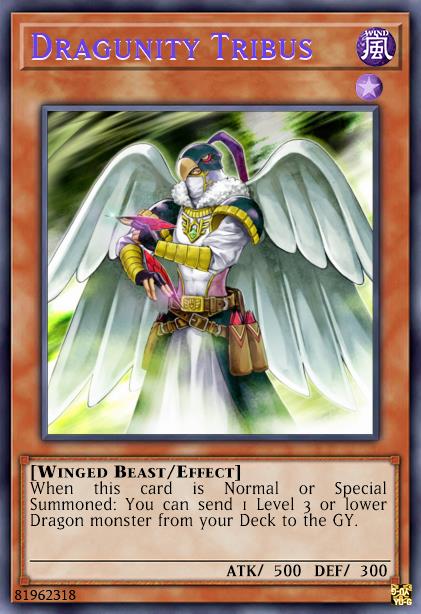 Dragunity Tribus
WIND
風
[Winged Beast/Effect]
When this card is Normal or Special
Summoned: You can send 1 Level 3 or lower
Dragon monster from your Deck to the GY.
ATK/ 500 DEF/ 300
81962318